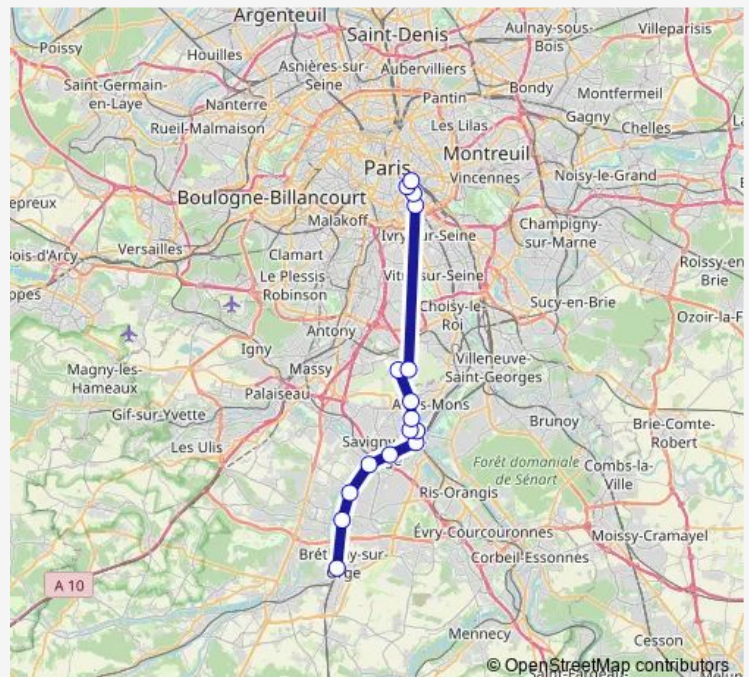 Argenteuil
Saint-Denis
Aulnay-sous-
Bois
Villeparisis
Poissy
Houilles
Asnières-sur-
Seine
Aubervilliers
Saint-Germain-
en-Laye
Nanterre
Pantin
Bondy
Montfermeil
Gagny
Chelles
Rueil-Malmaison
Les Lilas
Paris
Montreuil
Vincennes
Noisy-le-Grand
Boulogne-Billancourt
Malakoff
Champigny-
sur-Marne
Versailles
Clamart
Le Plessis
Robinson
Roissy-en
Brie
Choisy-le-
Roi
Sucy-en-Brie
Ozoir-la-F
Antony
Igny
Massy
Villeneuve-
Saint-Georges
Magny-les-
Hameaux
Palaiseau
Gif-sur-Yvette
Brunoy
Brie-Comte-
Robert
Les Ulis
Savigny
Forêt domaniale
de Sénart
Combs-la-
Ville
Ris-Orangis
Évry-Courcouronnes
Moissy-Cramayel
Corbeil-Essonnes
A 10
Mennecy
Cesson
© OpenStreetMap contributors